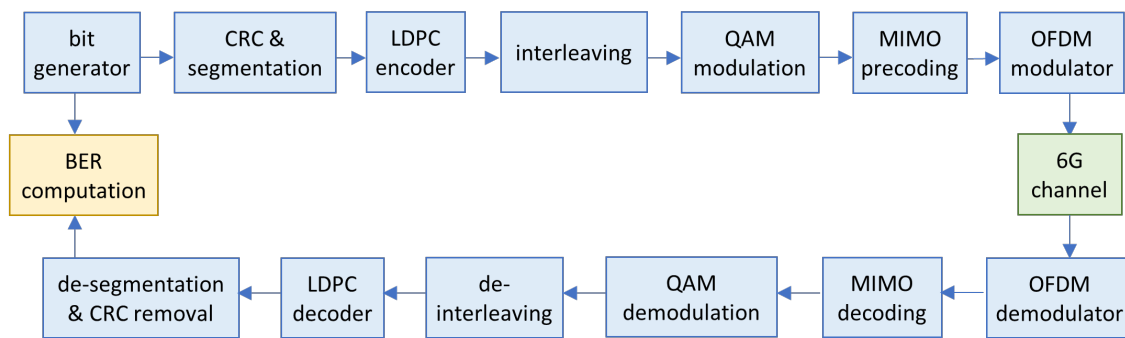 bit
generator
CRC &
segmentation
LDPC
encoder
interleaving
QAM
modulation
MIMO
precoding
OFDM
modulator
BER
computation
6G
channel
de-segmentation
& CRC removal
LDPC
decoder
de-
interleaving
QAM
demodulation
MIMO
decoding
OFDM
demodulator